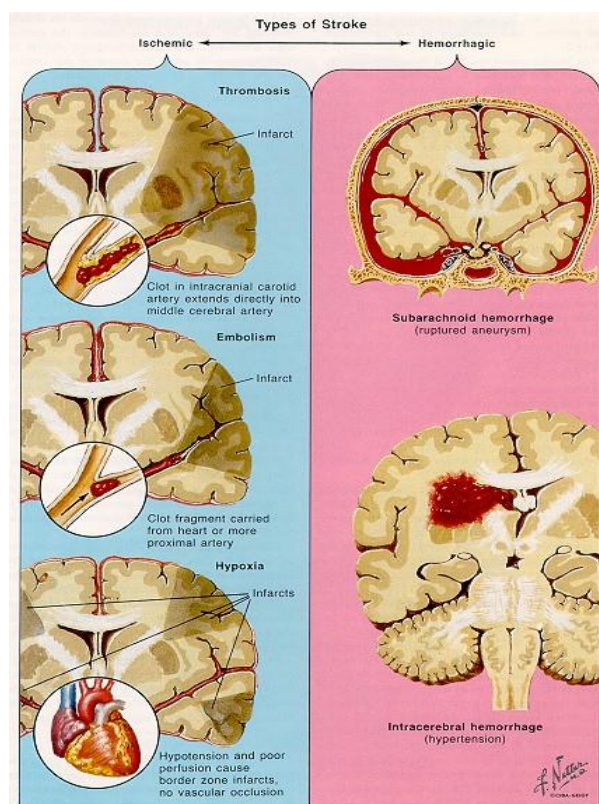 Types of Stroke
Ischemic
Hemorrhagic
Thrombosis
Infarct
Clot in intracranial carotid
artery extends directly into
middle cerebral artery
Embolism
Infarct
Clot fragment carried
from heart or more
proximal artery
Hypoxia
Infarcts
Hypotension and poor
perfusion cause
border zone infarcts,
no vascular occlusion
Subarachnoid hemorrhage
(ruptured aneurysm)
Intracerebral hemorrhage
(hypertension)
F. Netter
M.D.